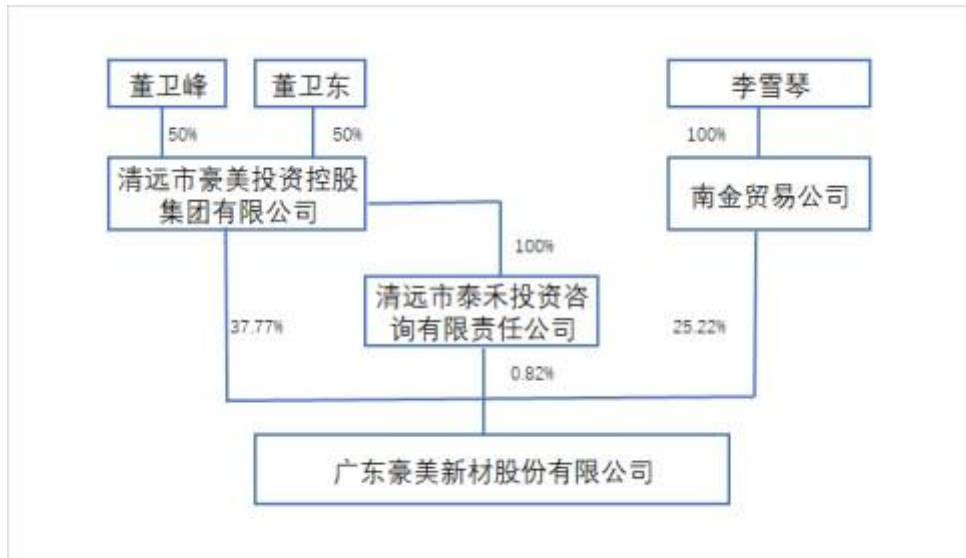 董卫峰
董卫东
李雪琴
50%
50%
100%
清远市豪美投资控股
集团有限公司
南金贸易公司
100%
清远市泰禾投资咨
询有限责任公司
37.77%
25.22%
0.82%
广东豪美新材股份有限公司